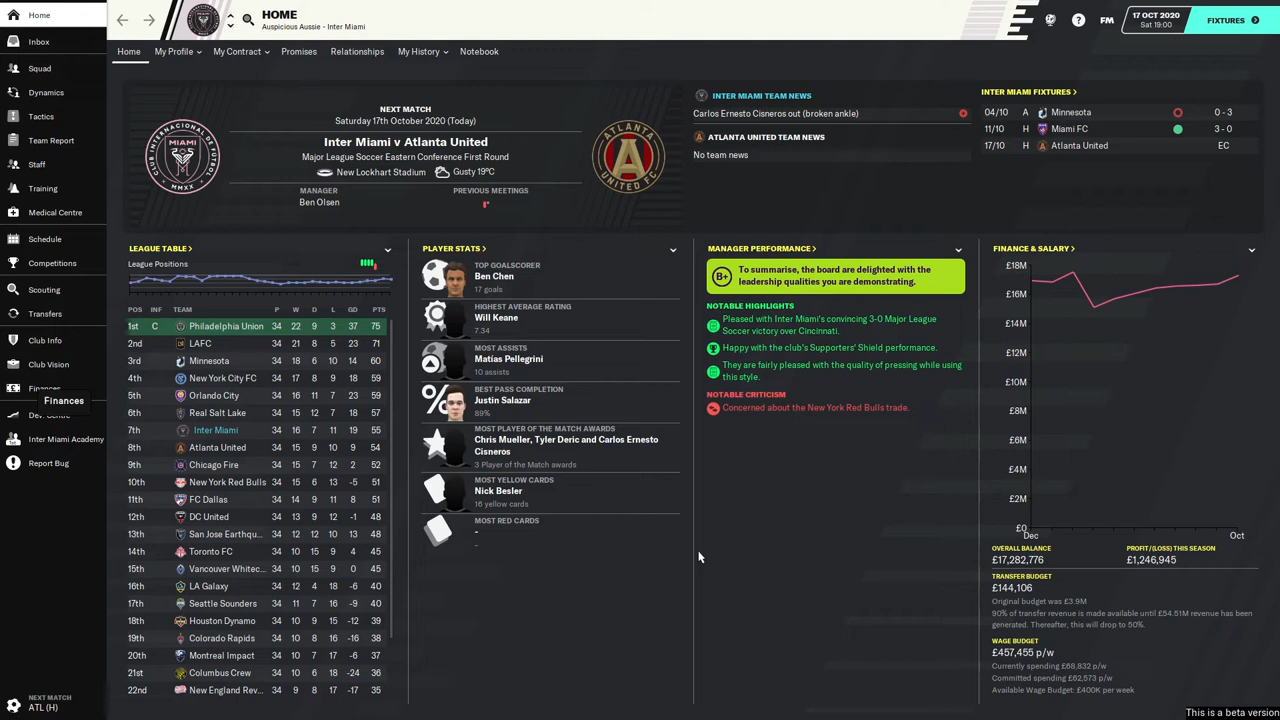 Home
HOME
Auspicious Aussie - Inter Miami
FM
17 OCT 2020
Sat 19:00
FIXTURES
Home
My Profile
My Contract
Promises
Relationships
My History
Notebook
Inbox
Squad
Dynamics
Tactics
Team Report
Staff
Training
Medical Centre
Schedule
Competitions
Scouting
Transfers
Club Info
Club Vision
Finances
Finances
Dev. Centre
Inter Miami Academy
Report Bug
NEXT MATCH
ATL (H)
NEXT MATCH
Saturday 17th October 2020 (Today)
Inter Miami v Atlanta United
Major League Soccer Eastern Conference First Round
New Lockhart Stadium
Gusty 19°C
MANAGER
Ben Olsen
PREVIOUS MEETINGS
INTER MIAMI TEAM NEWS
Carlos Ernesto Cisneros out (broken ankle)
ATLANTA UNITED TEAM NEWS
No team news
INTER MIAMI FIXTURES
04/10 A Minnesota 0 - 3
11/10 H Miami FC 3 - 0
17/10 H Atlanta United EC
LEAGUE TABLE
League Positions
POS INF TEAM P W D L GD PTS
1st C Philadelphia Union 34 22 9 3 37 75
2nd LAFC 34 21 8 5 23 71
3rd Minnesota 34 18 6 10 14 60
4th New York City FC 34 17 8 9 18 59
5th Orlando City 34 16 11 7 23 59
6th Real Salt Lake 34 15 12 7 18 57
7th Inter Miami 34 16 7 11 19 55
8th Atlanta United 34 15 9 10 9 54
9th Chicago Fire 34 14 10 10 2 52
10th New York Red Bulls 34 15 6 13 -5 51
11th FC Dallas 34 14 9 11 8 51
12th DC United 34 13 9 12 -1 48
13th San Jose Earthqu... 34 12 12 10 3 48
14th Toronto FC 34 10 15 9 4 45
15th Vancouver Whitec... 34 10 15 9 0 45
16th LA Galaxy 34 12 8 14 -6 44
17th Seattle Sounders 34 11 7 16 -9 40
18th Houston Dynamo 34 10 9 15 -12 39
19th Colorado Rapids 34 10 8 16 -16 38
20th Montreal Impact 34 10 7 17 -6 37
21st Columbus Crew 34 10 6 18 -24 36
22nd New England Rev... 34 9 8 17 -17 35
PLAYER STATS
TOP GOALSCORER
Ben Chen
17 goals
HIGHEST AVERAGE RATING
Will Keane
7.34
MOST ASSISTS
Matías Pellegrini
10 assists
BEST PASS COMPLETION
Justin Salazar
89%
MOST PLAYER OF THE MATCH AWARDS
Chris Mueller, Tyler Deric and Carlos Ernesto
Cisneros
3 Player of the Match awards
MOST YELLOW CARDS
Nick Besler
16 yellow cards
MOST RED CARDS
-
-
MANAGER PERFORMANCE
B+
To summarise, the board are delighted with the
leadership qualities you are demonstrating.
NOTABLE HIGHLIGHTS
Pleased with Inter Miami's convincing 3-0 Major League
Soccer victory over Cincinnati.
Happy with the club's Supporters' Shield performance.
They are fairly pleased with the quality of pressing while using
this style.
NOTABLE CRITICISM
Concerned about the New York Red Bulls trade.
FINANCE & SALARY
£18M
£16M
£14M
£12M
£10M
£8M
£6M
£4M
£2M
£0
Dec Oct
OVERALL BALANCE
£17,282,776
PROFIT/(LOSS) THIS SEASON
£1,246,945
TRANSFER BUDGET
£144,106
Original budget was £3.9M
90% of transfer revenue is made available until £54.51M revenue has been
generated. Thereafter, this will drop to 50%.
WAGE BUDGET
£457,455 p/w
Currently spending £68,832 p/w
Committed spending £62,573 p/w
Available Wage Budget: £400K per week
This is a beta version